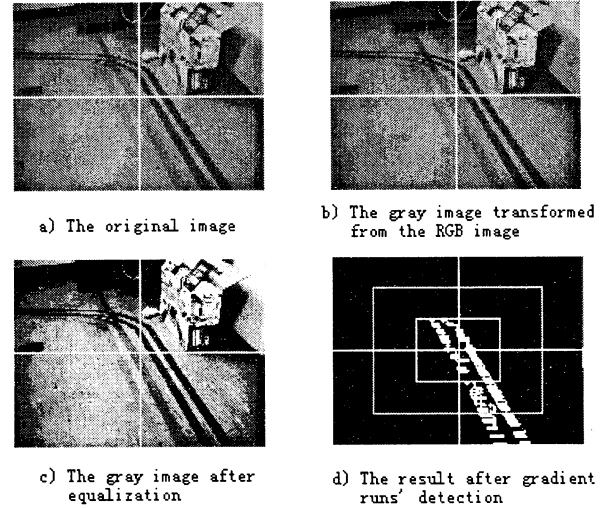 a) The original image
b) The gray image transformed
from the RGB image
c) The gray image after
equalization
d) The result after gradient
runs' detection